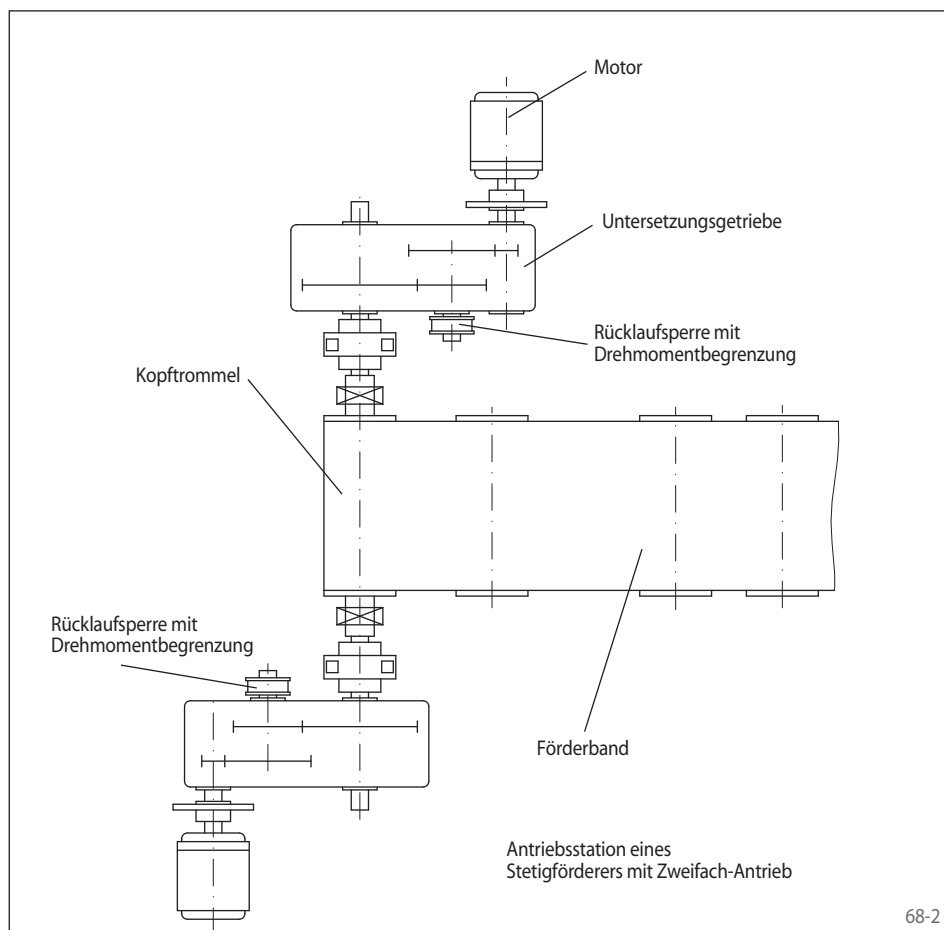 Motor
Untersetzungsgetriebe
Rücklaufsperre mit
Drehmomentbegrenzung
Kopftrommel
Rücklaufsperre mit
Drehmomentbegrenzung
Förderband
Antriebsstation eines
Stetigförderers mit Zweifach-Antrieb
68-2